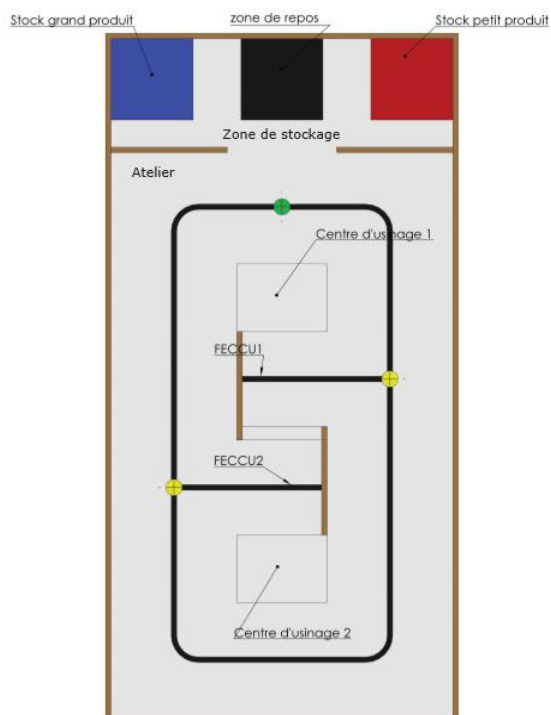 Stock grand produit
zone de repos
Stock petit produit
Zone de stockage
Atelier
Centre d'usinage 1
FECCU1
FECCU2
Centre d'usinage 2